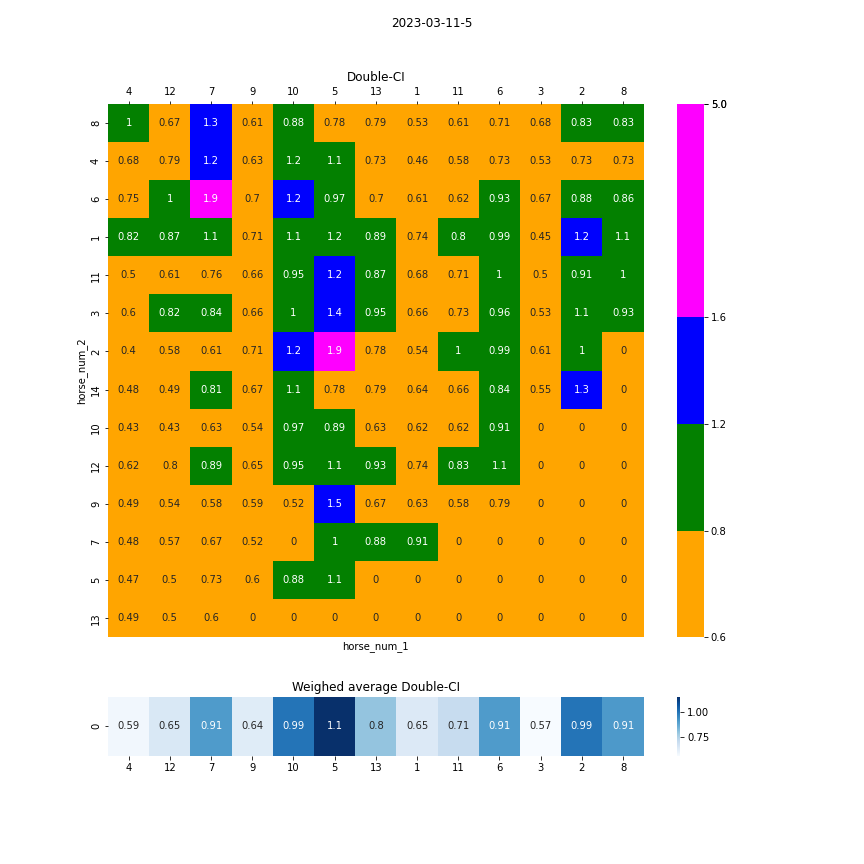 2023-03-11-5
Double-CI
4 12 7 9 10 5 13 1 11 6 3 2 8
8 1 0.67 1.3 0.61 0.88 0.78 0.79 0.53 0.61 0.71 0.68 0.83 0.83
4 0.68 0.79 1.2 0.63 1.2 1.1 0.73 0.46 0.58 0.73 0.53 0.73 0.73
6 0.75 1 1.9 0.7 1.2 0.97 0.7 0.61 0.62 0.93 0.67 0.88 0.86
1 0.82 0.87 1.1 0.71 1.1 1.2 0.89 0.74 0.8 0.99 0.45 1.2 1.1
11 0.5 0.61 0.76 0.66 0.95 1.2 0.87 0.68 0.71 1 0.5 0.91 1
3 0.6 0.82 0.84 0.66 1 1.4 0.95 0.66 0.73 0.96 0.53 1.1 0.93
2 0.4 0.58 0.61 0.71 1.2 1.9 0.78 0.54 1 0.99 0.61 1 0
14 0.48 0.49 0.81 0.67 1.1 0.78 0.79 0.64 0.66 0.84 0.55 1.3 0
10 0.43 0.43 0.63 0.54 0.97 0.89 0.63 0.62 0.62 0.91 0 0 0
12 0.62 0.8 0.89 0.65 0.95 1.1 0.93 0.74 0.83 1.1 0 0 0
9 0.49 0.54 0.58 0.59 0.52 1.5 0.67 0.63 0.58 0.79 0 0 0
7 0.48 0.57 0.67 0.52 0 1 0.88 0.91 0 0 0 0 0
5 0.47 0.5 0.73 0.6 0.88 1.1 0 0 0 0 0 0 0
13 0.49 0.5 0.6 0 0 0 0 0 0 0 0 0 0
horse_num_2
horse_num_1
5.0
1.6
1.2
0.8
0.6
Weighed average Double-CI
0 0.59 0.65 0.91 0.64 0.99 1.1 0.8 0.65 0.71 0.91 0.57 0.99 0.91
4 12 7 9 10 5 13 1 11 6 3 2 8
1.00
0.75